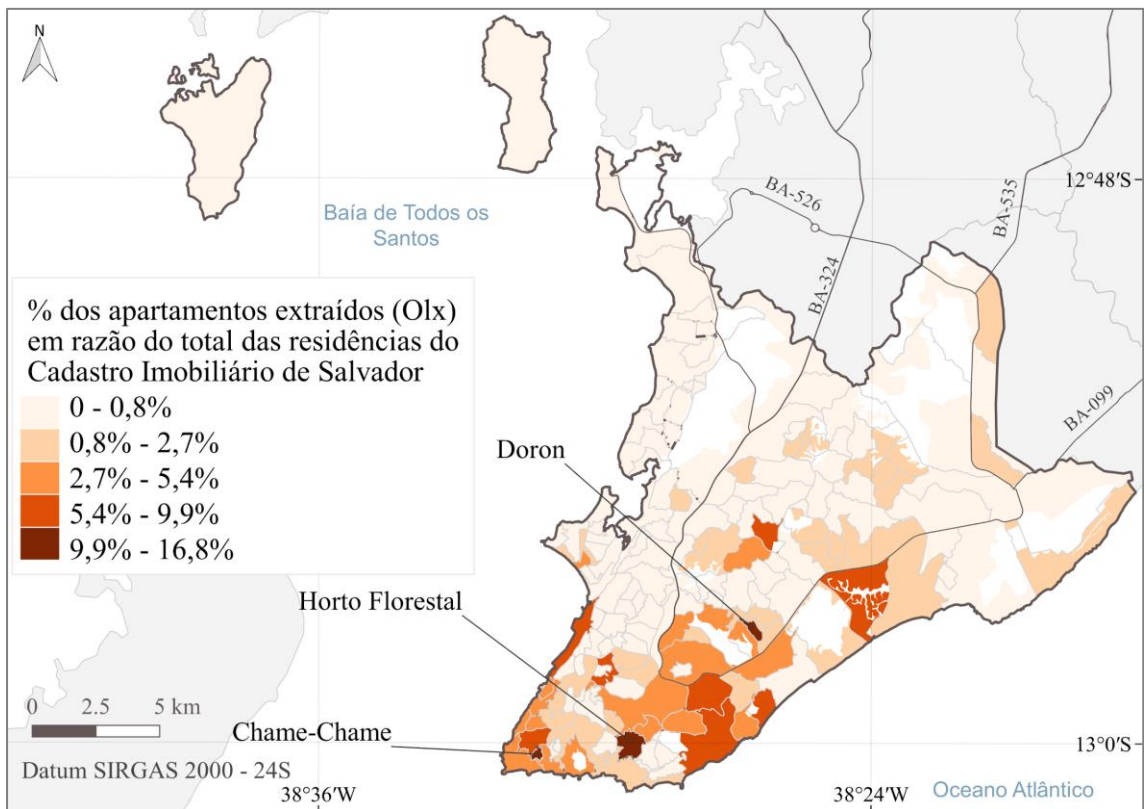 N
12°48'S
BA-526
BA-535
Baía de Todos os
Santos
BA-324
% dos apartamentos extraídos (Olx)
em razão do total das residências do
Cadastro Imobiliário de Salvador
0 - 0,8%
0,8% - 2,7%
2,7% - 5,4%
5,4% - 9,9%
9,9% - 16,8%
BA-099
Doron
Horto Florestal
0 2.5 5 km
Chame-Chame
Datum SIRGAS 2000 - 24S
13°0'S
38°36'W
38°24'W
Oceano Atlântico